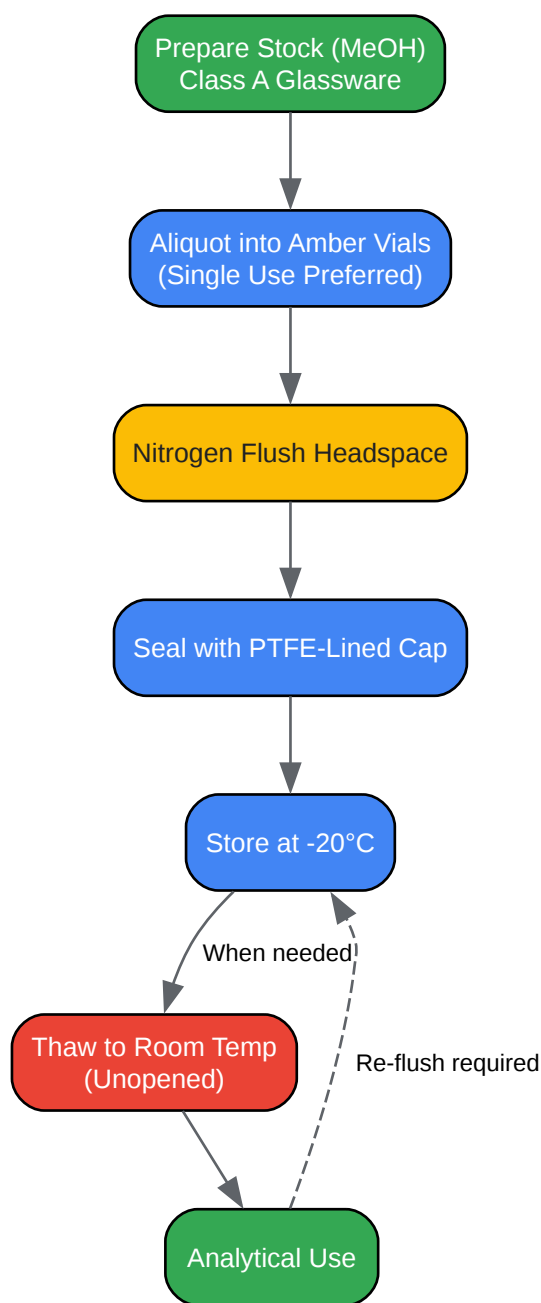 Prepare Stock (MeOH)
Class A Glassware
Aliquot into Amber Vials
(Single Use Preferred)
Nitrogen Flush Headspace
Seal with PTFE-Lined Cap
Store at -20°C
When needed
Thaw to Room Temp
(Unopened)
Re-flush required
Analytical Use